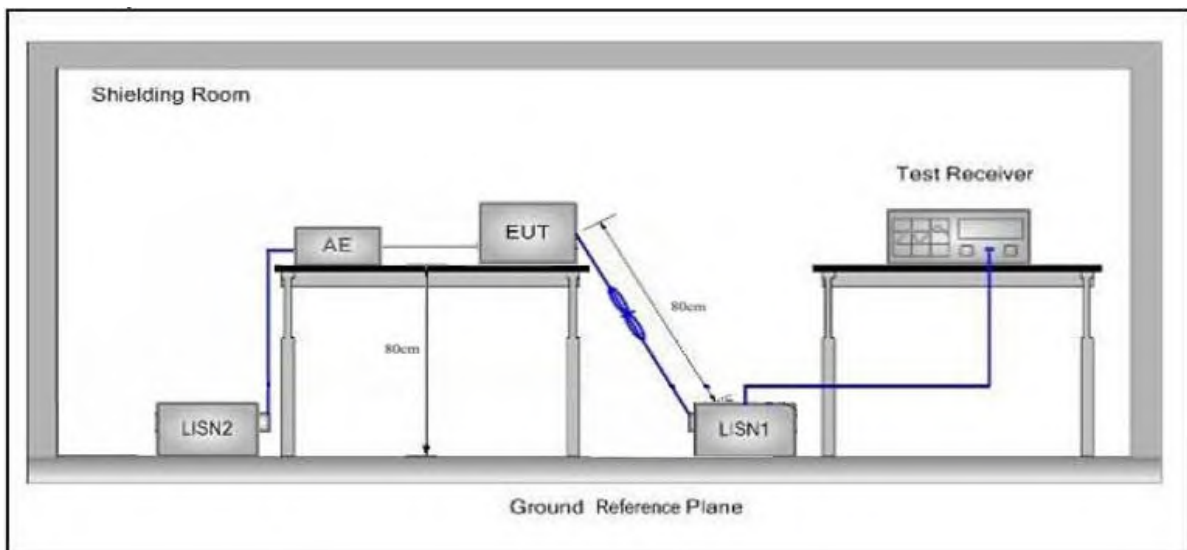 Shielding Room
Test Receiver
AE
EUT
80cm
80cm
LISN2
LISN1
Ground Reference Plane